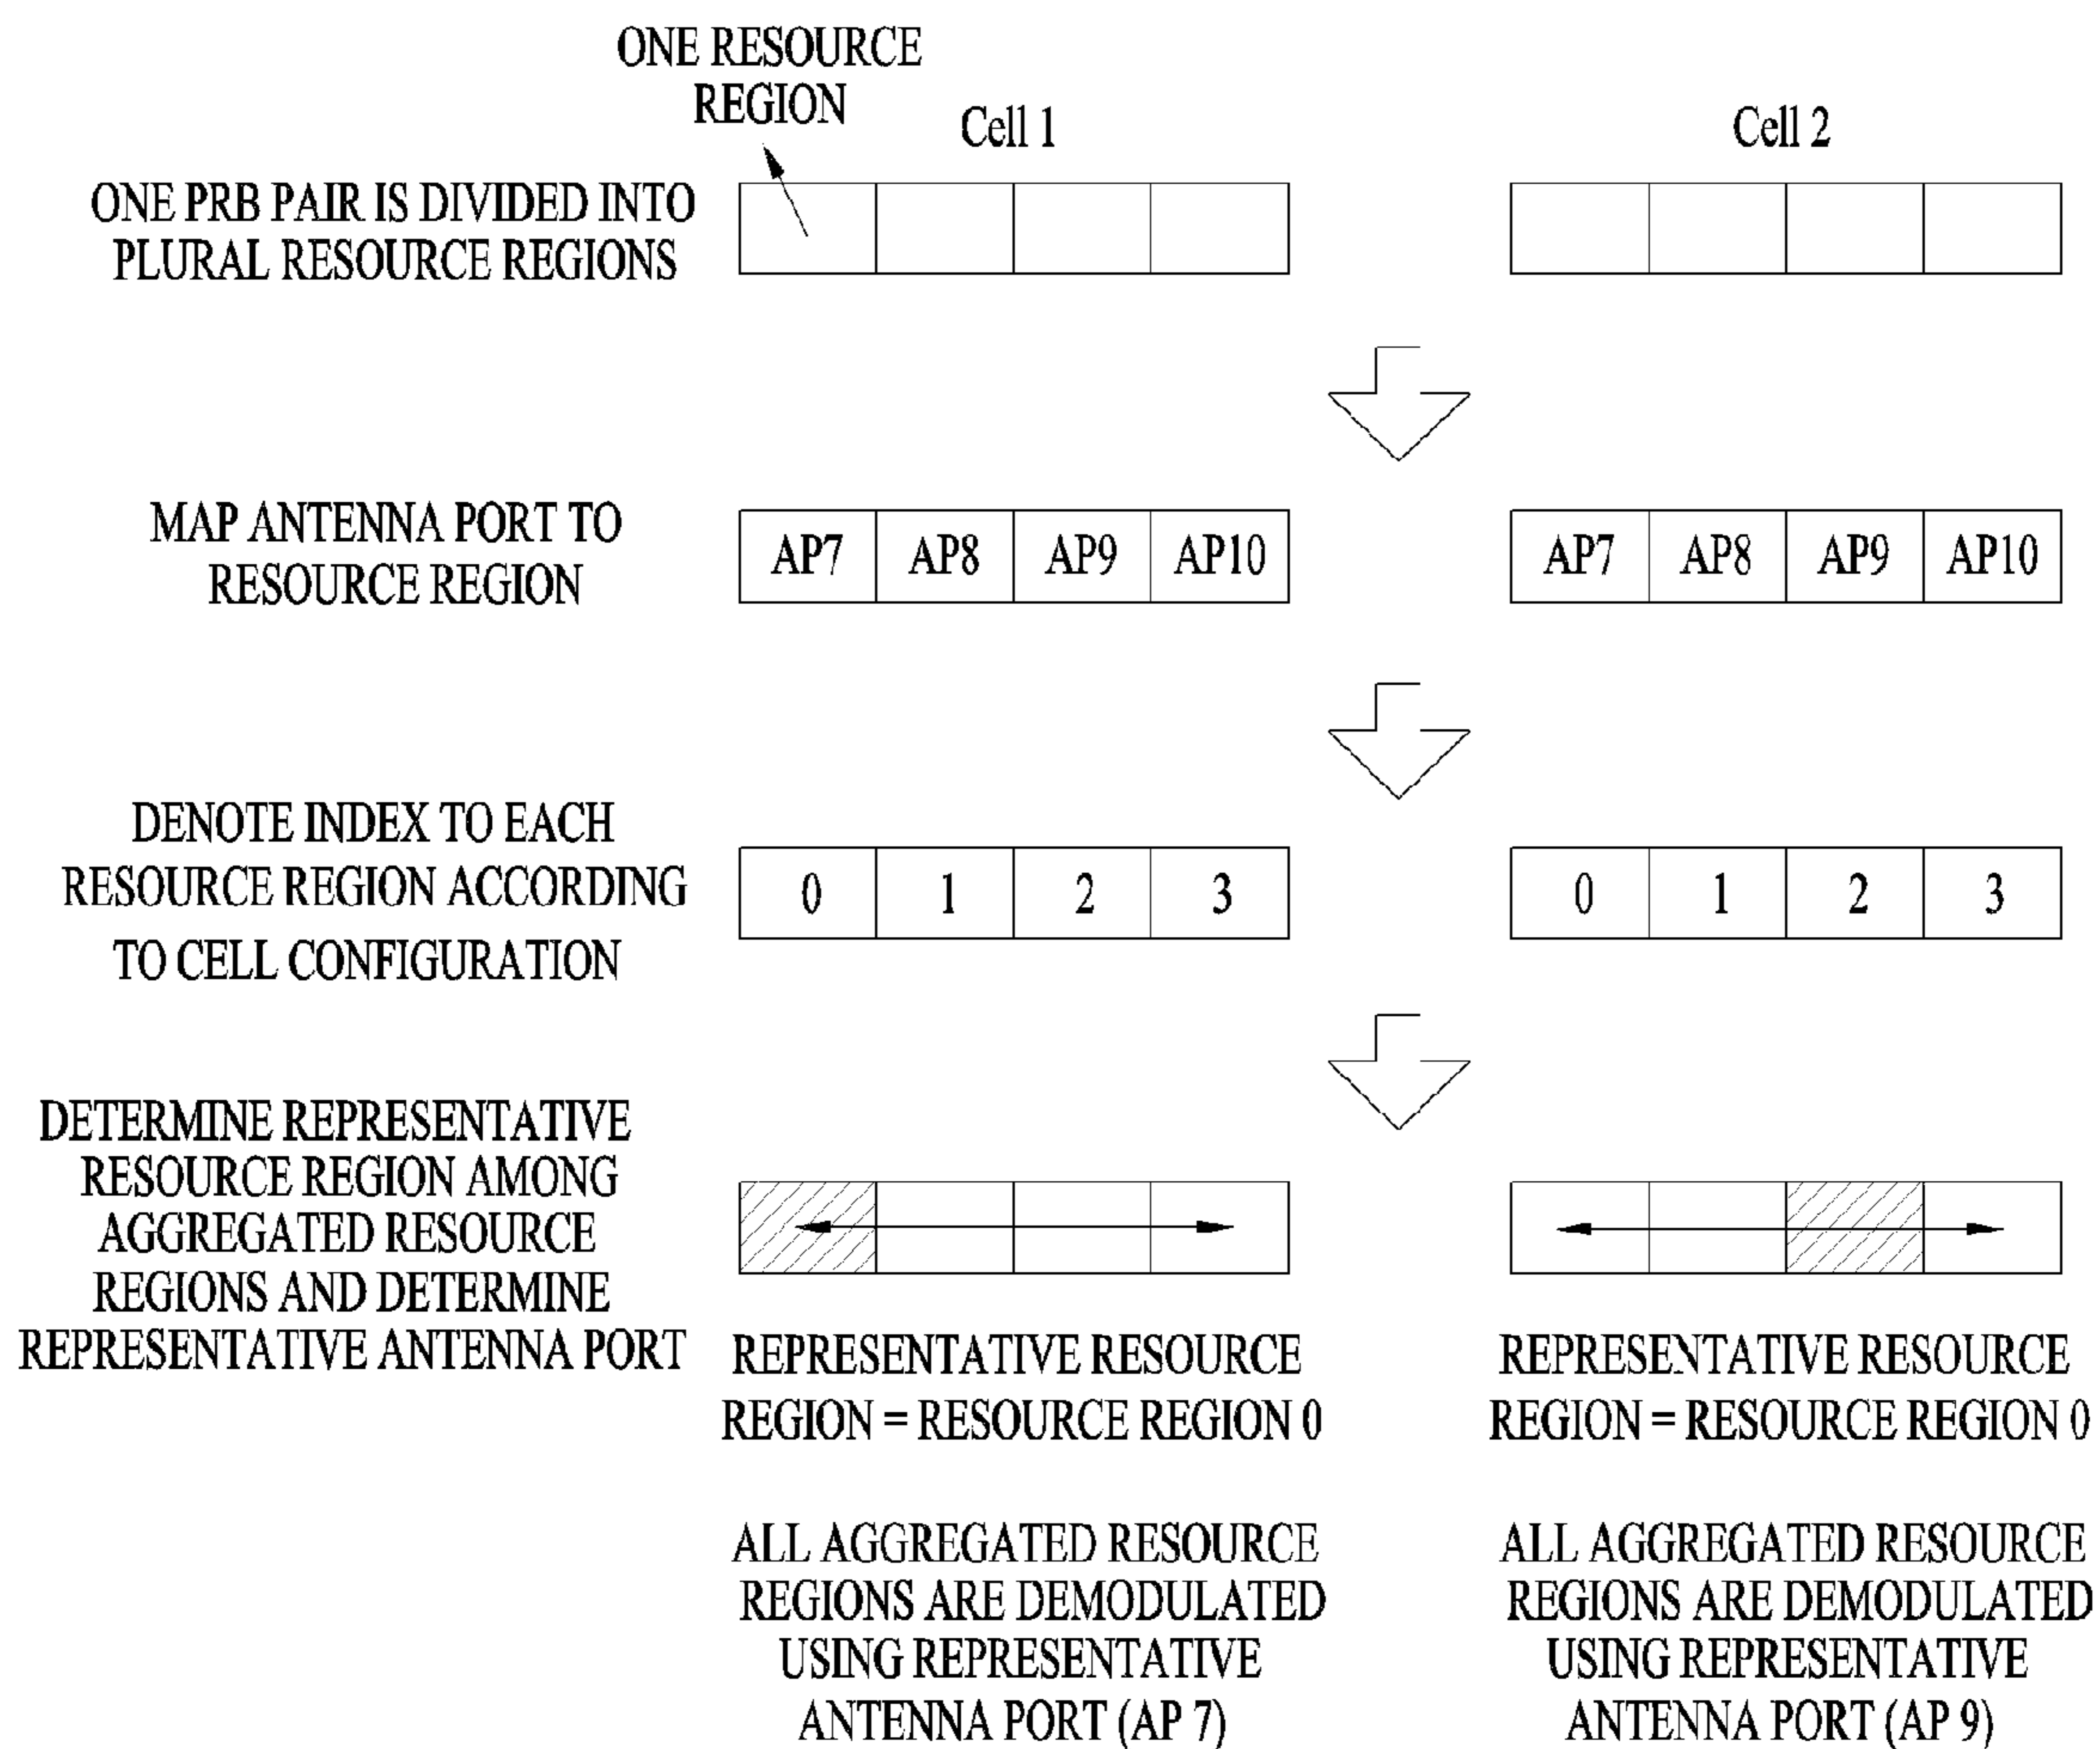 ONE RESOURCE
REGION
Cell 1
Cell 2
ONE PRB PAIR IS DIVIDED INTO
PLURAL RESOURCE REGIONS
MAP ANTENNA PORT TO
RESOURCE REGION
AP7 AP8 AP9 AP10
AP7 AP8 AP9 AP10
DENOTE INDEX TO EACH
RESOURCE REGION ACCORDING
TO CELL CONFIGURATION
0 1 2 3
0 1 2 3
DETERMINE REPRESENTATIVE
RESOURCE REGION AMONG
AGGREGATED RESOURCE
REGIONS AND DETERMINE
REPRESENTATIVE ANTENNA PORT
REPRESENTATIVE RESOURCE
REGION = RESOURCE REGION 0
REPRESENTATIVE RESOURCE
REGION = RESOURCE REGION 0
ALL AGGREGATED RESOURCE
REGIONS ARE DEMODULATED
USING REPRESENTATIVE
ANTENNA PORT (AP 7)
ALL AGGREGATED RESOURCE
REGIONS ARE DEMODULATED
USING REPRESENTATIVE
ANTENNA PORT (AP 9)